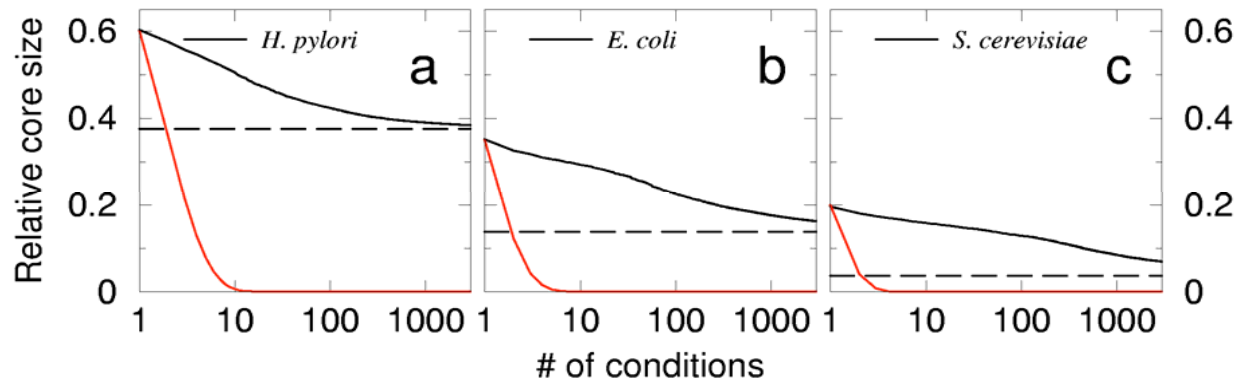 0.6
0.4
0.2
0
Relative core size
H. pylori
a
1 10 100 1000
E. coli
b
1 10 100 1000
S. cerevisiae
c
1 10 100 1000
0.6
0.4
0.2
0
# of conditions